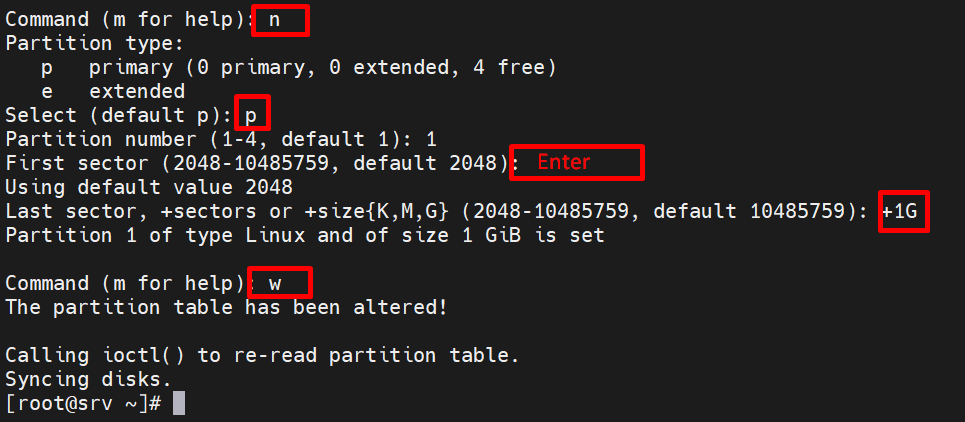 Command (m for help): n
Partition type:
   p   primary (0 primary, 0 extended, 4 free)
   e   extended
Select (default p): p
Partition number (1-4, default 1): 1
First sector (2048-10485759, default 2048): Enter
Using default value 2048
Last sector, +sectors or +size{K,M,G} (2048-10485759, default 10485759): +1G
Partition 1 of type Linux and of size 1 GiB is set
Command (m for help): w
The partition table has been altered!
Calling ioctl() to re-read partition table.
Syncing disks.
[root@srv ~]#